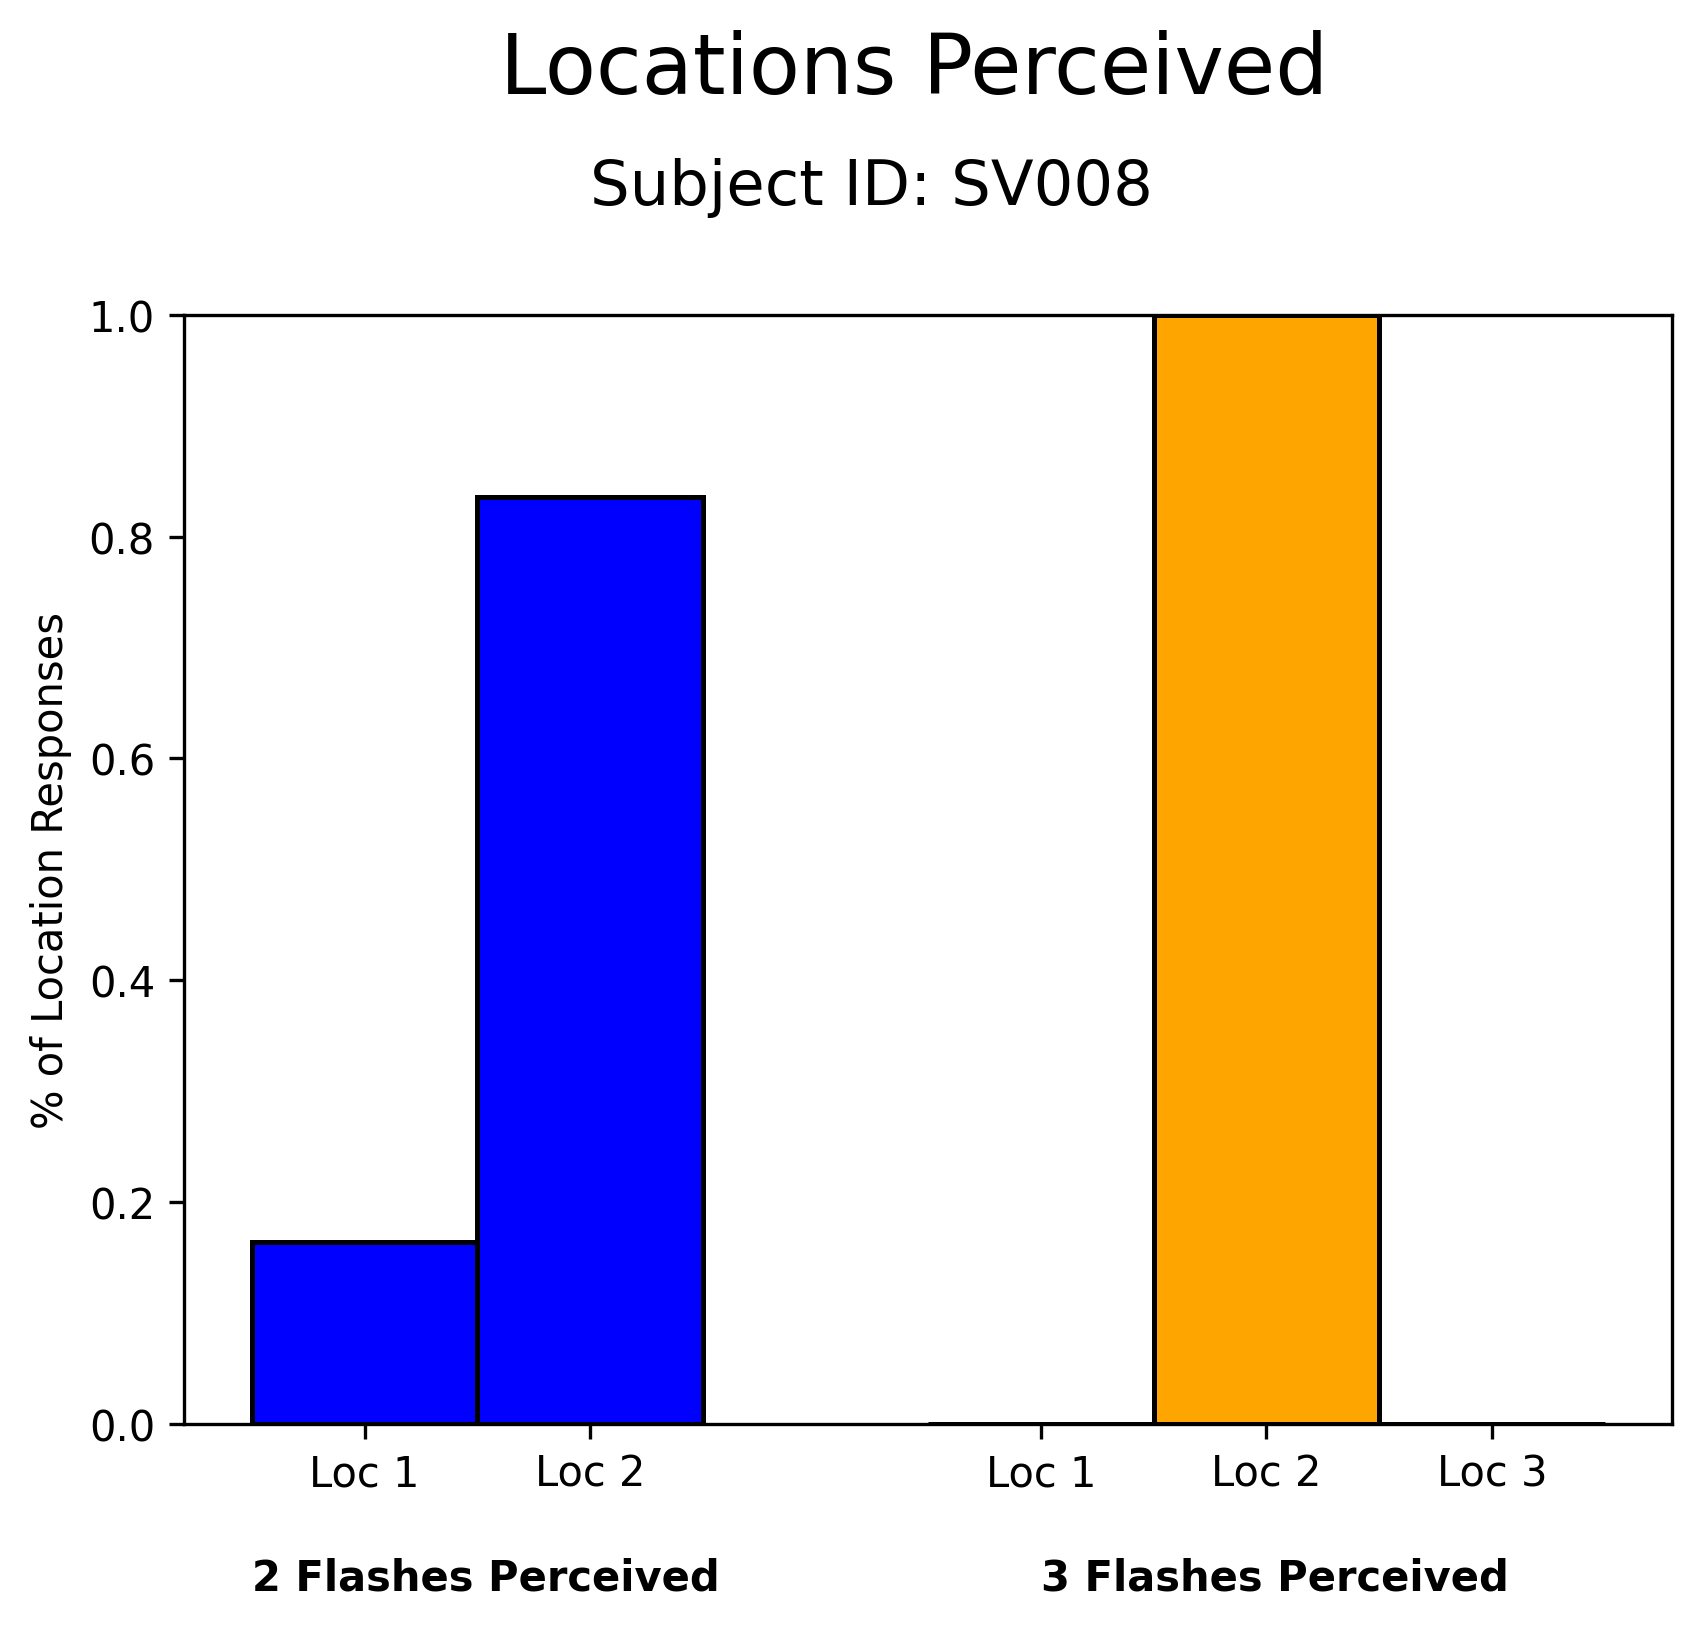 Locations Perceived
Subject ID: SV008
% of Location Responses
1.0
0.8
0.6
0.4
0.2
0.0
Loc 1 Loc 2 Loc 1 Loc 2 Loc 3
2 Flashes Perceived 3 Flashes Perceived